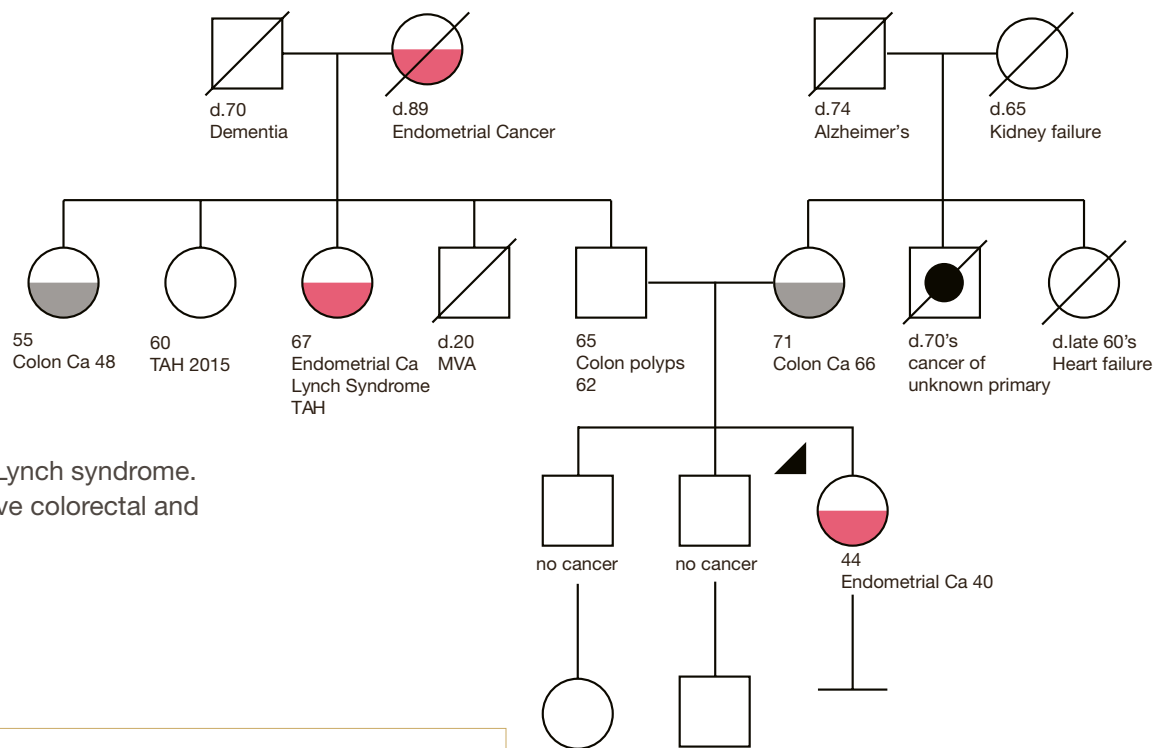 d.70
Dementia
d.89
Endometrial Cancer
d.74
Alzheimer’s
d.65
Kidney failure
55
Colon Ca 48
60
TAH 2015
67
Endometrial Ca
Lynch Syndrome
TAH
d.20
MVA
65
Colon polyps
62
71
Colon Ca 66
d.70’s
cancer of
unknown primary
d.late 60’s
Heart failure
Lynch syndrome.
ve colorectal and
no cancer
no cancer
44
Endometrial Ca 40